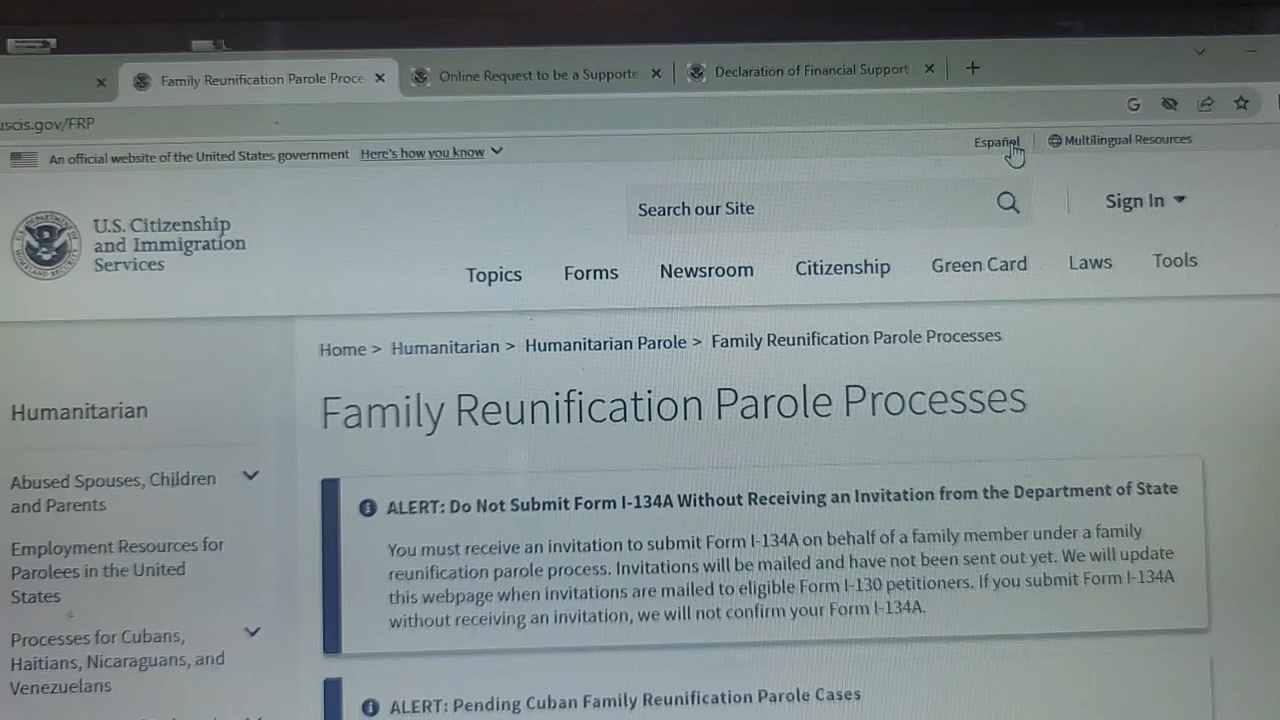 Family Reunification Parole Proce
Online Request to be a Supporte
Declaration of Financial Support
uscis.gov/FRP
An official website of the United States government Here's how you know
Español
Multilingual Resources
U.S. Citizenship
and Immigration
Services
Search our Site
Sign In
Topics Forms Newsroom Citizenship Green Card Laws Tools
Home > Humanitarian > Humanitarian Parole > Family Reunification Parole Processes
Humanitarian
Abused Spouses, Children
and Parents
Employment Resources for
Parolees in the United
States
Processes for Cubans,
Haitians, Nicaraguans, and
Venezuelans
Family Reunification Parole Processes
ALERT: Do Not Submit Form I-134A Without Receiving an Invitation from the Department of State
You must receive an invitation to submit Form I-134A on behalf of a family member under a family
reunification parole process. Invitations will be mailed and have not been sent out yet. We will update
this webpage when invitations are mailed to eligible Form I-130 petitioners. If you submit Form I-134A
without receiving an invitation, we will not confirm your Form I-134A.
ALERT: Pending Cuban Family Reunification Parole Cases